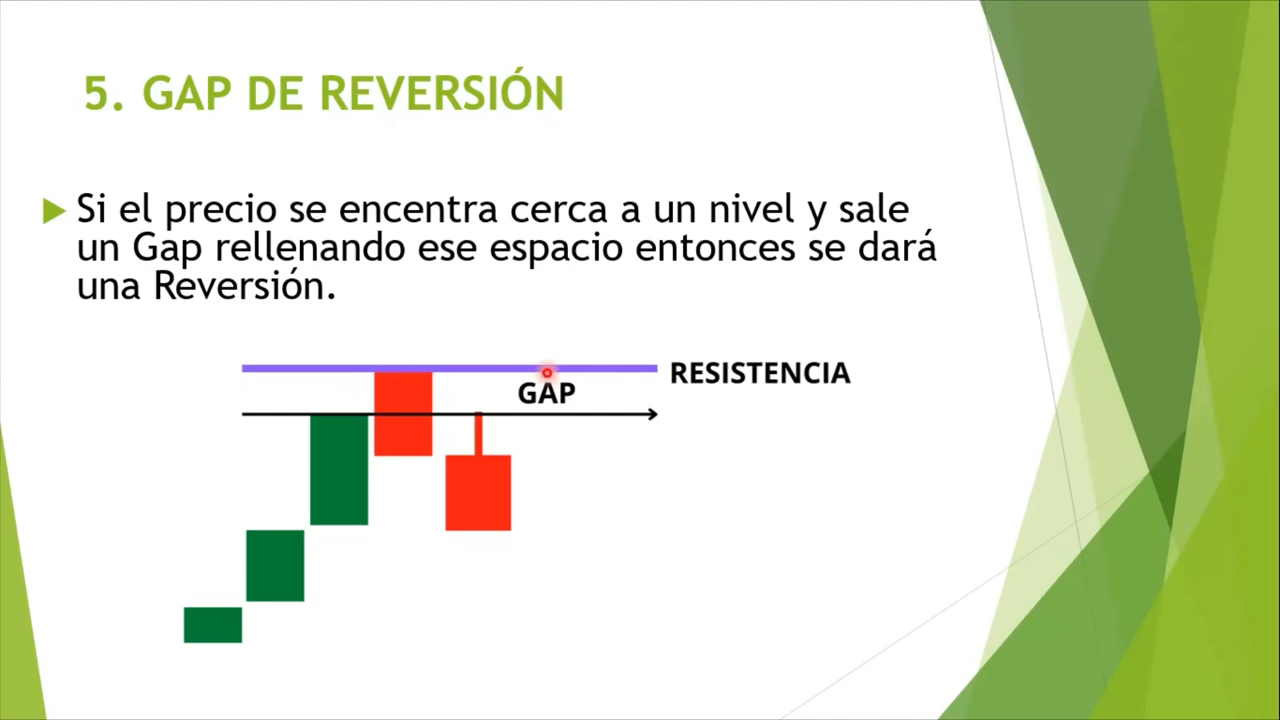 5. GAP DE REVERSIÓN
Si el precio se encentra cerca a un nivel y sale
un Gap rellenando ese espacio entonces se dará
una Reversión.
RESISTENCIA
GAP